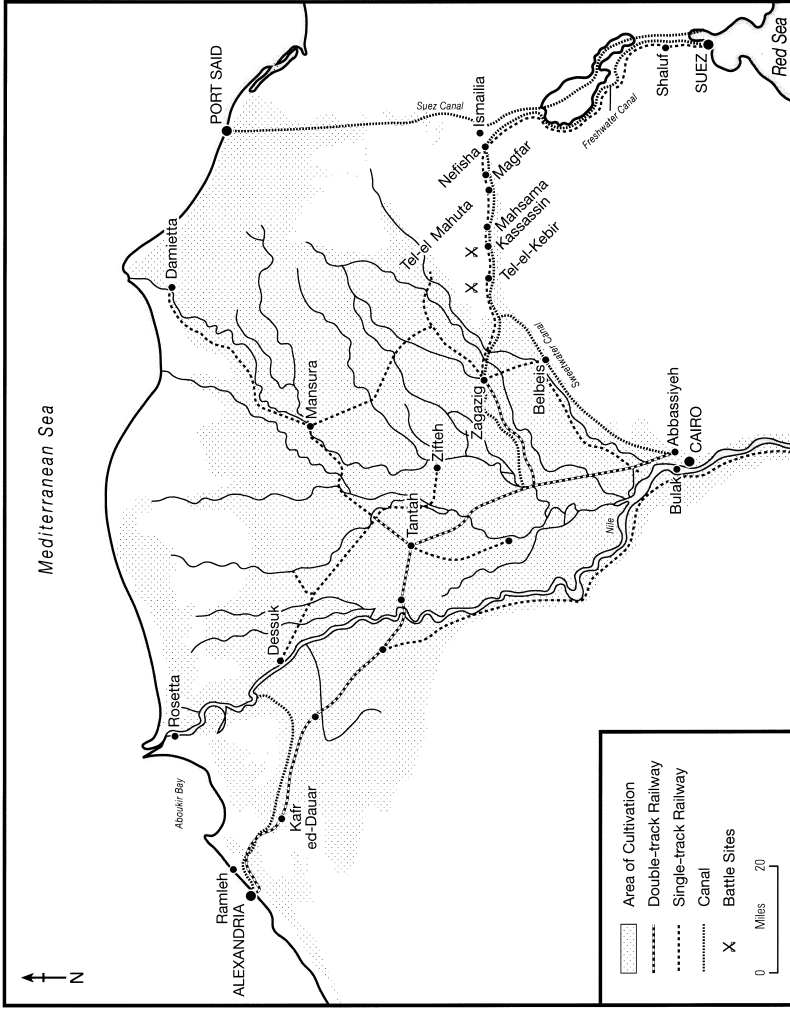 Mediterranean Sea
Aboukir Bay
Ramleh
ALEXANDRIA
Kafr
ed-Dauar
Rosetta
Dessuk
Tantah
Zifteh
Mansura
Damietta
PORT SAID
Suez Canal
Ismailia
Nefisha
Magfar
Tel-el Mahuta
Mahsama
Kassassin
Tel-el-Kebir
Zagazig
Belbeis
Sweetwater Canal
Abbassiyeh
CAIRO
Bulak
Nile
Freshwater Canal
Shaluf
SUEZ
Red Sea
N
Area of Cultivation
Double-track Railway
Single-track Railway
Canal
X Battle Sites
0 Miles 20